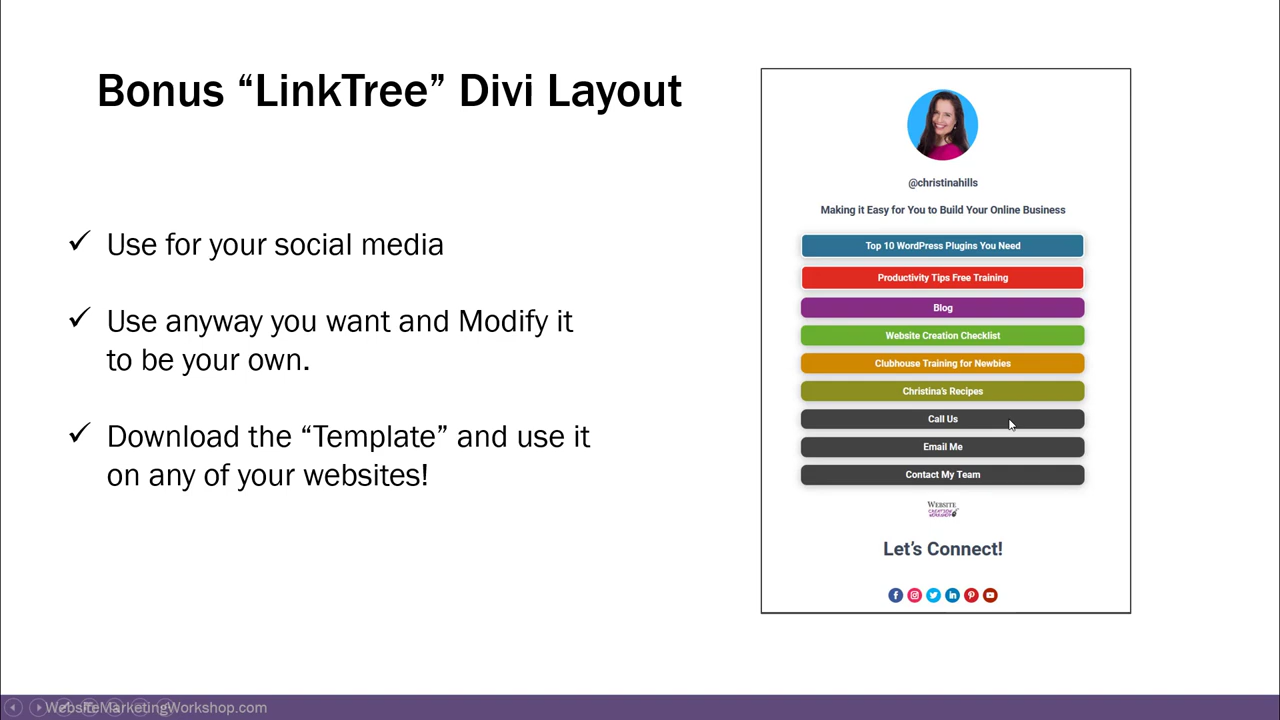 Bonus “LinkTree” Divi Layout
Use for your social media
Use anyway you want and Modify it
to be your own.
Download the “Template” and use it
on any of your websites!
@christinahills
Making it Easy for You to Build Your Online Business
Top 10 WordPress Plugins You Need
Productivity Tips Free Training
Blog
Website Creation Checklist
Clubhouse Training for Newbies
Christina's Recipes
Call Us
Email Me
Contact My Team
WEBSITE
CREATION
WORKSHOP
Let’s Connect!
WebsiteMarketingWorkshop.com